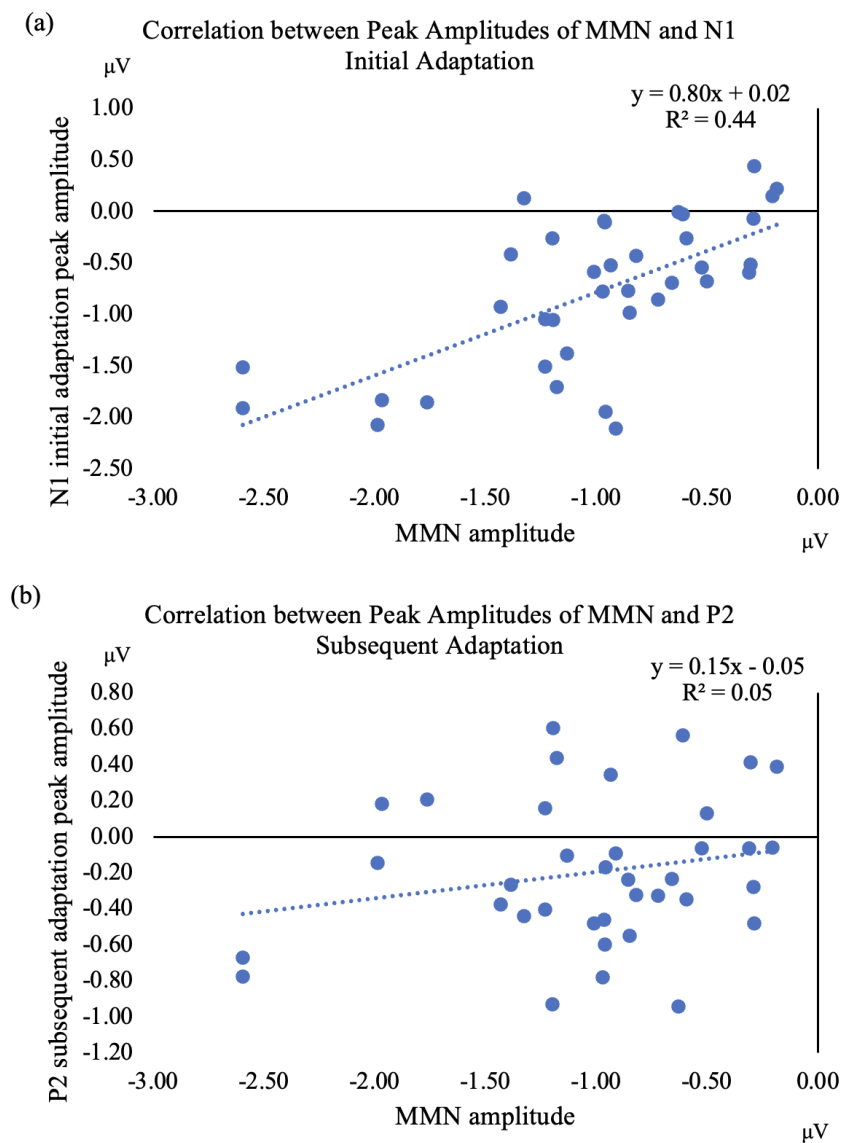 (a)
Correlation between Peak Amplitudes of MMN and N1
Initial Adaptation
μV
y = 0.80x + 0.02
R² = 0.44
N1 initial adaptation peak amplitude
1.00
0.50
0.00
-0.50
-1.00
-1.50
-2.00
-2.50
-3.00 -2.50 -2.00 -1.50 -1.00 -0.50 0.00
MMN amplitude
μV
(b)
Correlation between Peak Amplitudes of MMN and P2
Subsequent Adaptation
μV
y = 0.15x - 0.05
R² = 0.05
P2 subsequent adaptation peak amplitude
0.80
0.60
0.40
0.20
0.00
-0.20
-0.40
-0.60
-0.80
-1.00
-1.20
-3.00 -2.50 -2.00 -1.50 -1.00 -0.50 0.00
MMN amplitude
μV